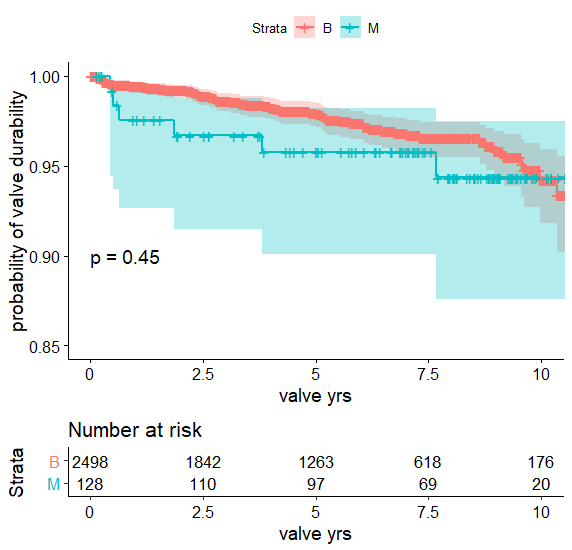 Strata B M
probability of valve durability
1.00
0.95
0.90
0.85
p = 0.45
0 2.5 5 7.5 10
valve yrs
Number at risk
Strata
B 2498 1842 1263 618 176
M 128 110 97 69 20
0 2.5 5 7.5 10
valve yrs